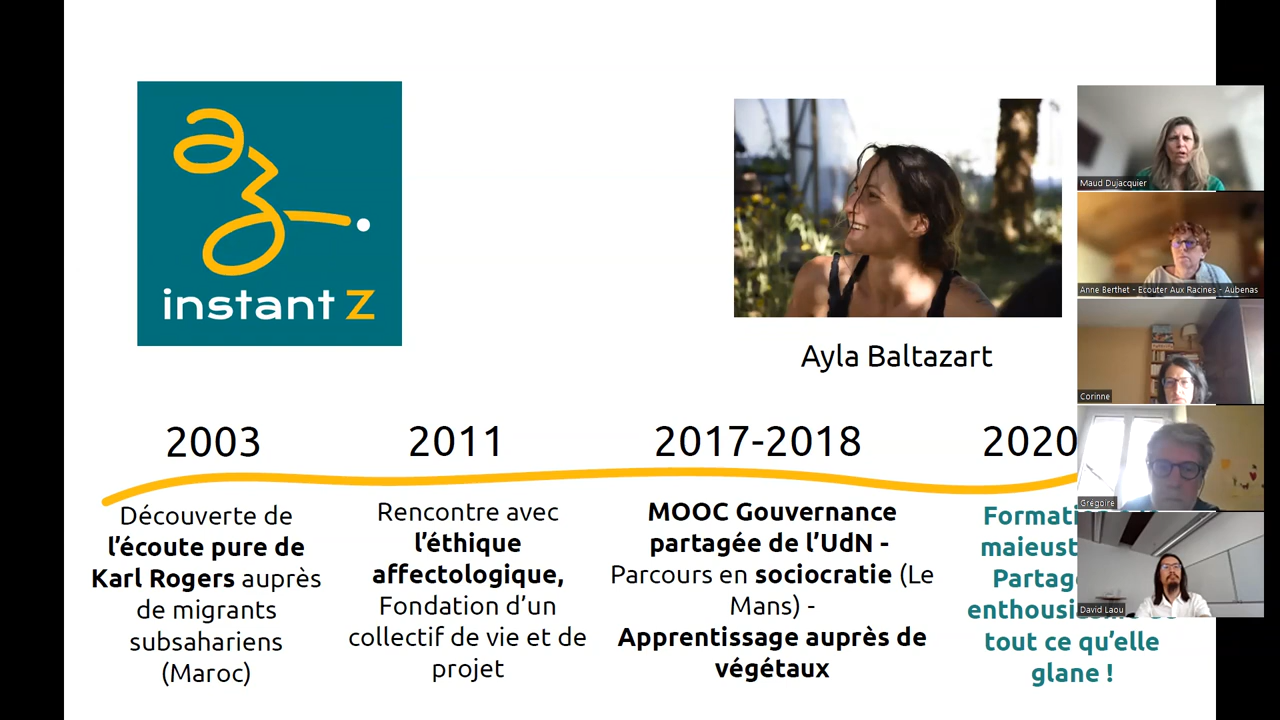 az.
instant Z
Ayla Baltazart
Maud Dujacquier
Anne Berthet - Ecouter Aux Racines - Aubenas
Corinne
Grégoire
David Laou
2003
Découverte de
l'écoute pure de
Karl Rogers auprès
de migrants
subsahariens
(Maroc)
2011
Rencontre avec
l'éthique
affectologique,
Fondation d'un
collectif de vie et de
projet
2017-2018
MOOC Gouvernance
partagée de l'UdN -
Parcours en sociocratie (Le
Mans) -
Apprentissage auprès de
végétaux
2020
tout ce qu'elle
glane !